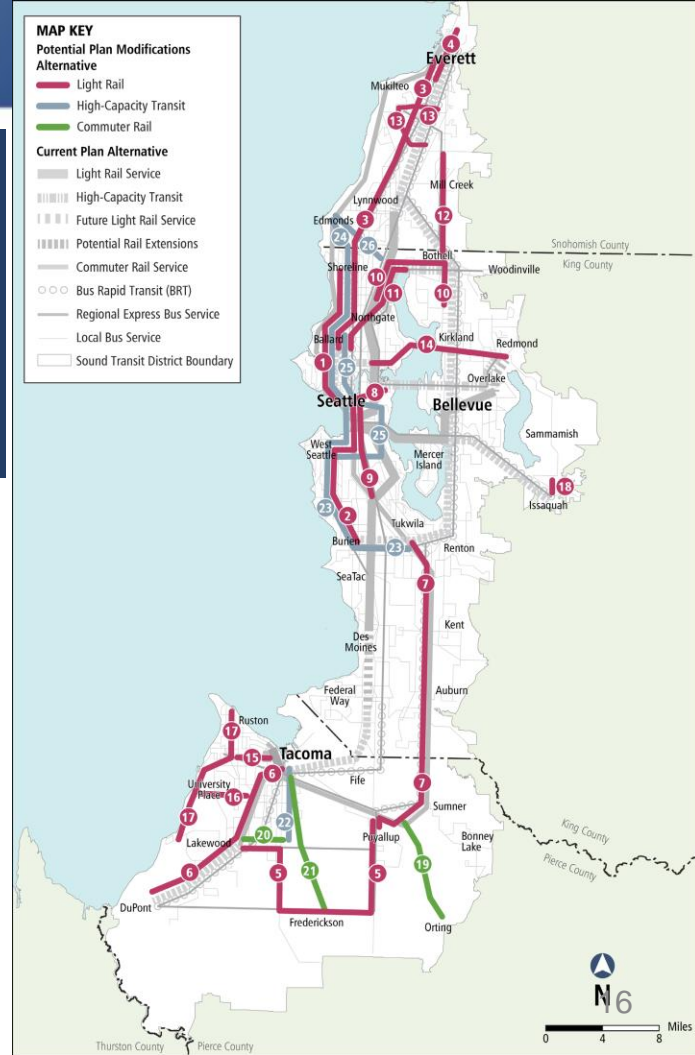 MAP KEY
Potential Plan Modifications
Alternative
Light Rail
High-Capacity Transit
Commuter Rail
Current Plan Alternative
Light Rail Service
High-Capacity Transit
Future Light Rail Service
Potential Rail Extensions
Commuter Rail Service
Bus Rapid Transit (BRT)
Regional Express Bus Service
Local Bus Service
Sound Transit District Boundary
4
Everett
Mukilteo
3
13
13
Mill Creek
Lynnwood
12
3
Edmonds
24
26
Snohomish County
King County
Bothell
Woodinville
Shoreline
10
11
10
Northgate
Kirkland
Redmond
14
Ballard
1
25
Overlake
8
Seattle
Bellevue
25
Sammamish
West
Seattle
Mercer
Island
9
18
Issaquah
23
2
Tukwila
Burien
23
Renton
SeaTac
7
Kent
Des
Moines
Federal
Way
Auburn
Ruston
17
Tacoma
15
6
Fife
7
University
Place
16
Sumner
17
22
Puyallup
King County
Pierce County
Lakewood
20
Bonney
Lake
6
5
21
5
19
DuPont
Frederickson
Orting
N
16
Miles
0
4
8
Thurston County
Pierce County